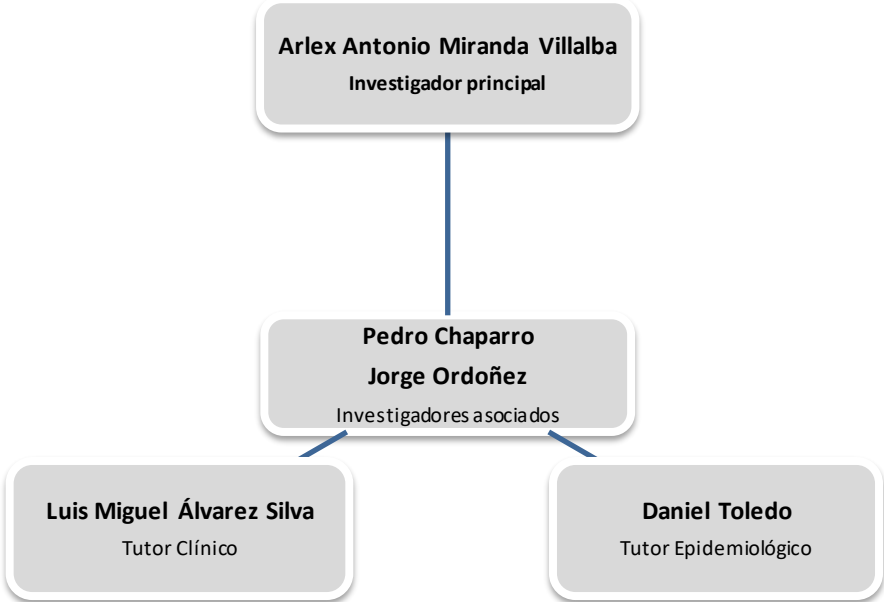 Arlex Antonio Miranda Villalba
Investigador principal
Pedro Chaparro
Jorge Ordoñez
Investigadores asociados
Luis Miguel Álvarez Silva
Tutor Clínico
Daniel Toledo
Tutor Epidemiológico